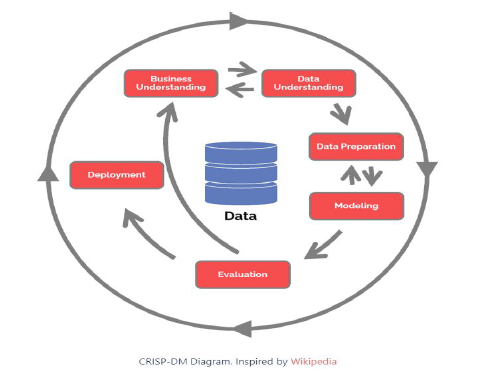 Business
Understanding
Data
Understanding
Data Preparation
Deployment
Modeling
Data
Evaluation
CRISP-DM Diagram. Inspired by Wikipedia